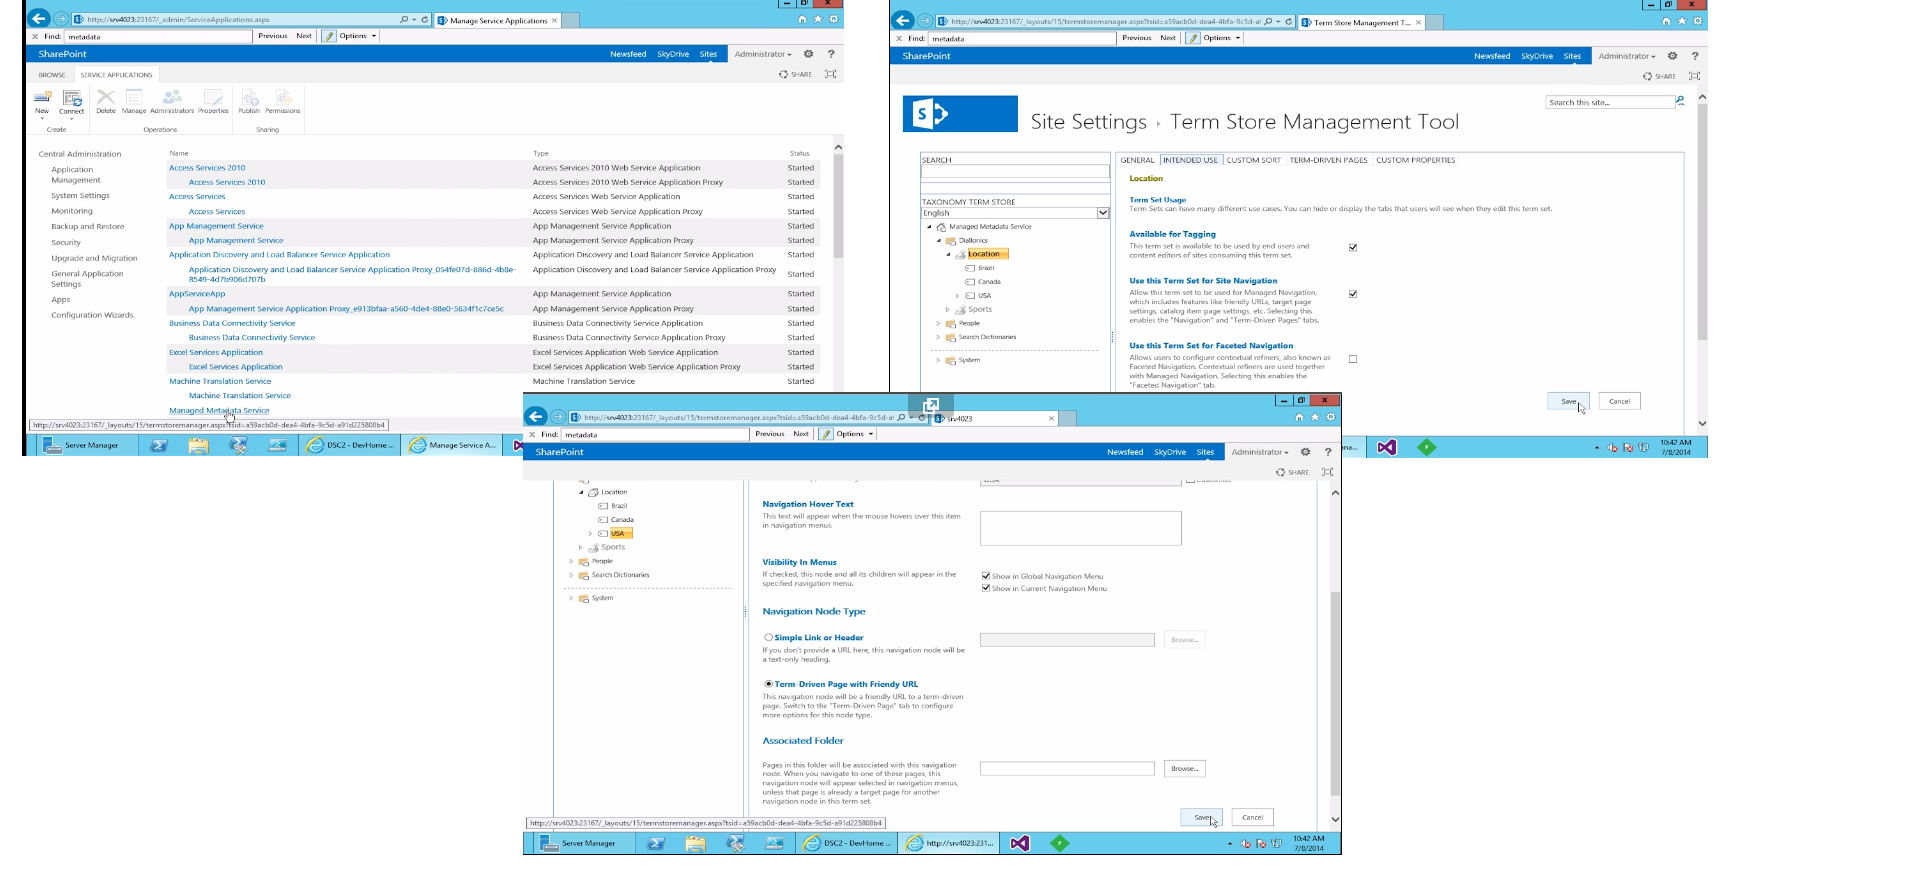 http://srv4023:23167/_admin/ServiceApplications.aspx
Manage Service Applications
Find: metadata
Previous Next Options
SharePoint
Newsfeed SkyDrive Sites Administrator ?
BROWSE SERVICE APPLICATIONS
SHARE
New Connect Delete Manage Administrators Properties Publish Permissions
Create Operations Sharing
Central Administration
Application
Management
System Settings
Monitoring
Backup and Restore
Security
Upgrade and Migration
General Application
Settings
Apps
Configuration Wizards
Name Type Status
Access Services 2010 Access Services 2010 Web Service Application Started
Access Services 2010 Access Services 2010 Web Service Application Proxy Started
Access Services Access Services Web Service Application Started
Access Services Access Services Web Service Application Proxy Started
App Management Service App Management Service Application Started
App Management Service App Management Service Application Proxy Started
Application Discovery and Load Balancer Service Application Application Discovery and Load Balancer Service Application Started
Application Discovery and Load Balancer Service Application Proxy_054fe07d-886d-4b8e- Application Discovery and Load Balancer Service Application Proxy Started
8549-4d7b906d707b
AppServiceApp App Management Service Application Started
App Management Service Application Proxy_e913bfaa-a560-4de4-88e0-5634f1c7ce5c App Management Service Application Proxy Started
Business Data Connectivity Service Business Data Connectivity Service Application Started
Business Data Connectivity Service Business Data Connectivity Service Application Proxy Started
Excel Services Application Excel Services Application Web Service Application Started
Excel Services Application Excel Services Application Web Service Application Proxy Started
Machine Translation Service Machine Translation Service Started
Machine Translation Service
Managed Metadata Service
http://srv4023:23167/_layouts/15/termstoremanager.aspx?tsid=a59acb0d-dea4-4bfa-9c5d-a91d225808b4
Server Manager DSC2 - DevHome ... Manage Service A...
http://srv4023:23167/_layouts/15/termstoremanager.aspx?tsid=a59acb0d-dea4-4bfa-9c5d-a
Term Store Management T...
Find: metadata
Previous Next Options
SharePoint
Newsfeed SkyDrive Sites Administrator ?
SHARE
Search this site...
S
Site Settings › Term Store Management Tool
SEARCH
TAXONOMY TERM STORE
English
Managed Metadata Service
Diallonics
Location
Brazil
Canada
USA
Sports
People
Search Dictionaries
System
GENERAL INTENDED USE CUSTOM SORT TERM-DRIVEN PAGES CUSTOM PROPERTIES
Location
Term Set Usage
Term Sets can have many different use cases. You can hide or display the tabs that users will see when they edit this term set.
Available for Tagging
This term set is available to be used by end users and
content editors of sites consuming this term set.
Use this Term Set for Site Navigation
Allow this term set to be used for Managed Navigation,
which includes features like friendly URLs, target page
settings, catalog item page settings, etc. Selecting this
enables the "Navigation" and "Term-Driven Pages" tabs.
Use this Term Set for Faceted Navigation
Allows users to configure contextual refiners, also known as
Faceted Navigation. Contextual refiners are used together
with Managed Navigation. Selecting this enables the
"Faceted Navigation" tab.
Save Cancel
10:42 AM
7/8/2014
http://srv4023:23167/_layouts/15/termstoremanager.aspx?tsid=a59acb0d-dea4-4bfa-9c5d-a
srv4023
Find: metadata
Previous Next Options
SharePoint
Newsfeed SkyDrive Sites Administrator ?
SHARE
Location
Brazil
Canada
USA
Sports
People
Search Dictionaries
System
USA Customize
Navigation Hover Text
This text will appear when the mouse hovers over this item
in navigation menus.
Visibility In Menus
If checked, this node and all its children will appear in the
specified navigation menu.
Show in Global Navigation Menu
Show in Current Navigation Menu
Navigation Node Type
Simple Link or Header
If you don't provide a URL here, this navigation node will be
a text-only heading.
Browse...
Term-Driven Page with Friendy URL
This navigation node will be a friendly URL to a term-driven
page. Switch to the "Term-Driven Page" tab to configure
more options for this node type.
Associated Folder
Pages in this folder will be associated with this navigation
node. When you navigate to one of these pages, this
navigation node will appear selected in navigation menus,
unless that page is already a target page for another
navigation node in this term set.
Browse...
Save Cancel
http://srv4023:23167/_layouts/15/termstoremanager.aspx?tsid=a59acb0d-dea4-4bfa-9c5d-a91d225808b4
Server Manager DSC2 - DevHome ... http://srv4023:231...
10:42 AM
7/8/2014